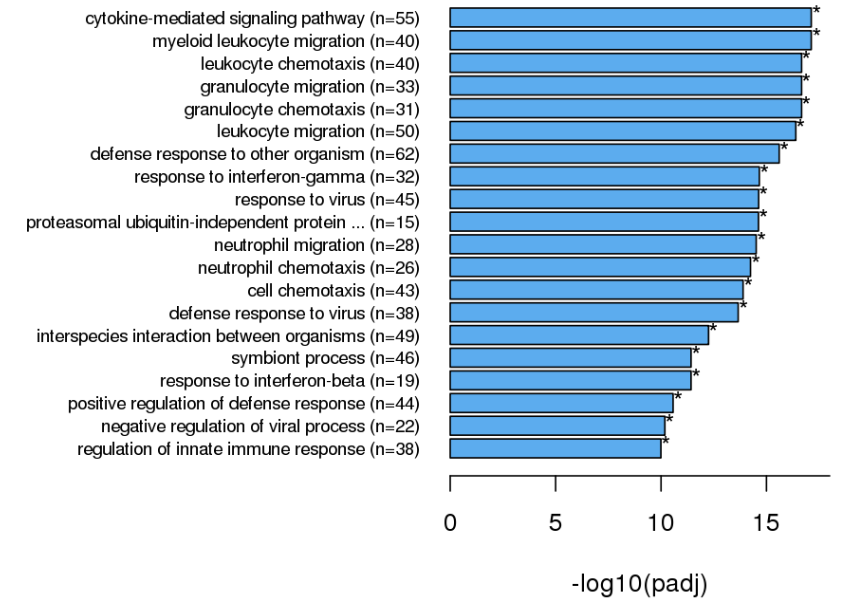 cytokine-mediated signaling pathway (n=55) *
myeloid leukocyte migration (n=40) *
leukocyte chemotaxis (n=40) *
granulocyte migration (n=33) *
granulocyte chemotaxis (n=31) *
leukocyte migration (n=50) *
defense response to other organism (n=62) *
response to interferon-gamma (n=32) *
response to virus (n=45) *
proteasomal ubiquitin-independent protein ... (n=15) *
neutrophil migration (n=28) *
neutrophil chemotaxis (n=26) *
cell chemotaxis (n=43) *
defense response to virus (n=38) *
interspecies interaction between organisms (n=49) *
symbiont process (n=46) *
response to interferon-beta (n=19) *
positive regulation of defense response (n=44) *
negative regulation of viral process (n=22) *
regulation of innate immune response (n=38) *
0 5 10 15
-log10(padj)